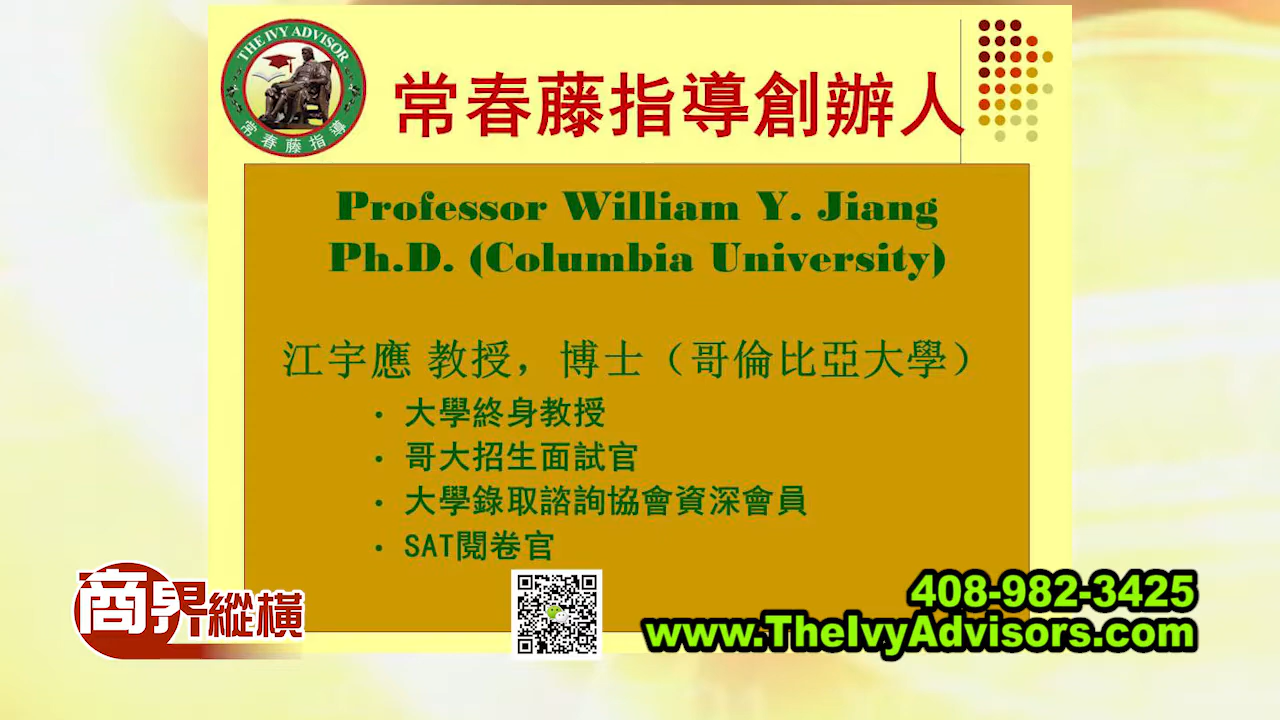 THE IVY ADVISOR
常春藤指導
常春藤指導創辦人
Professor William Y. Jiang
Ph.D. (Columbia University)
江宇應 教授，博士（哥倫比亞大學）
• 大學終身教授
• 哥大招生面試官
• 大學錄取諮詢協會資深會員
• SAT閱卷官
商界縱橫
408-982-3425
www.TheIvyAdvisors.com